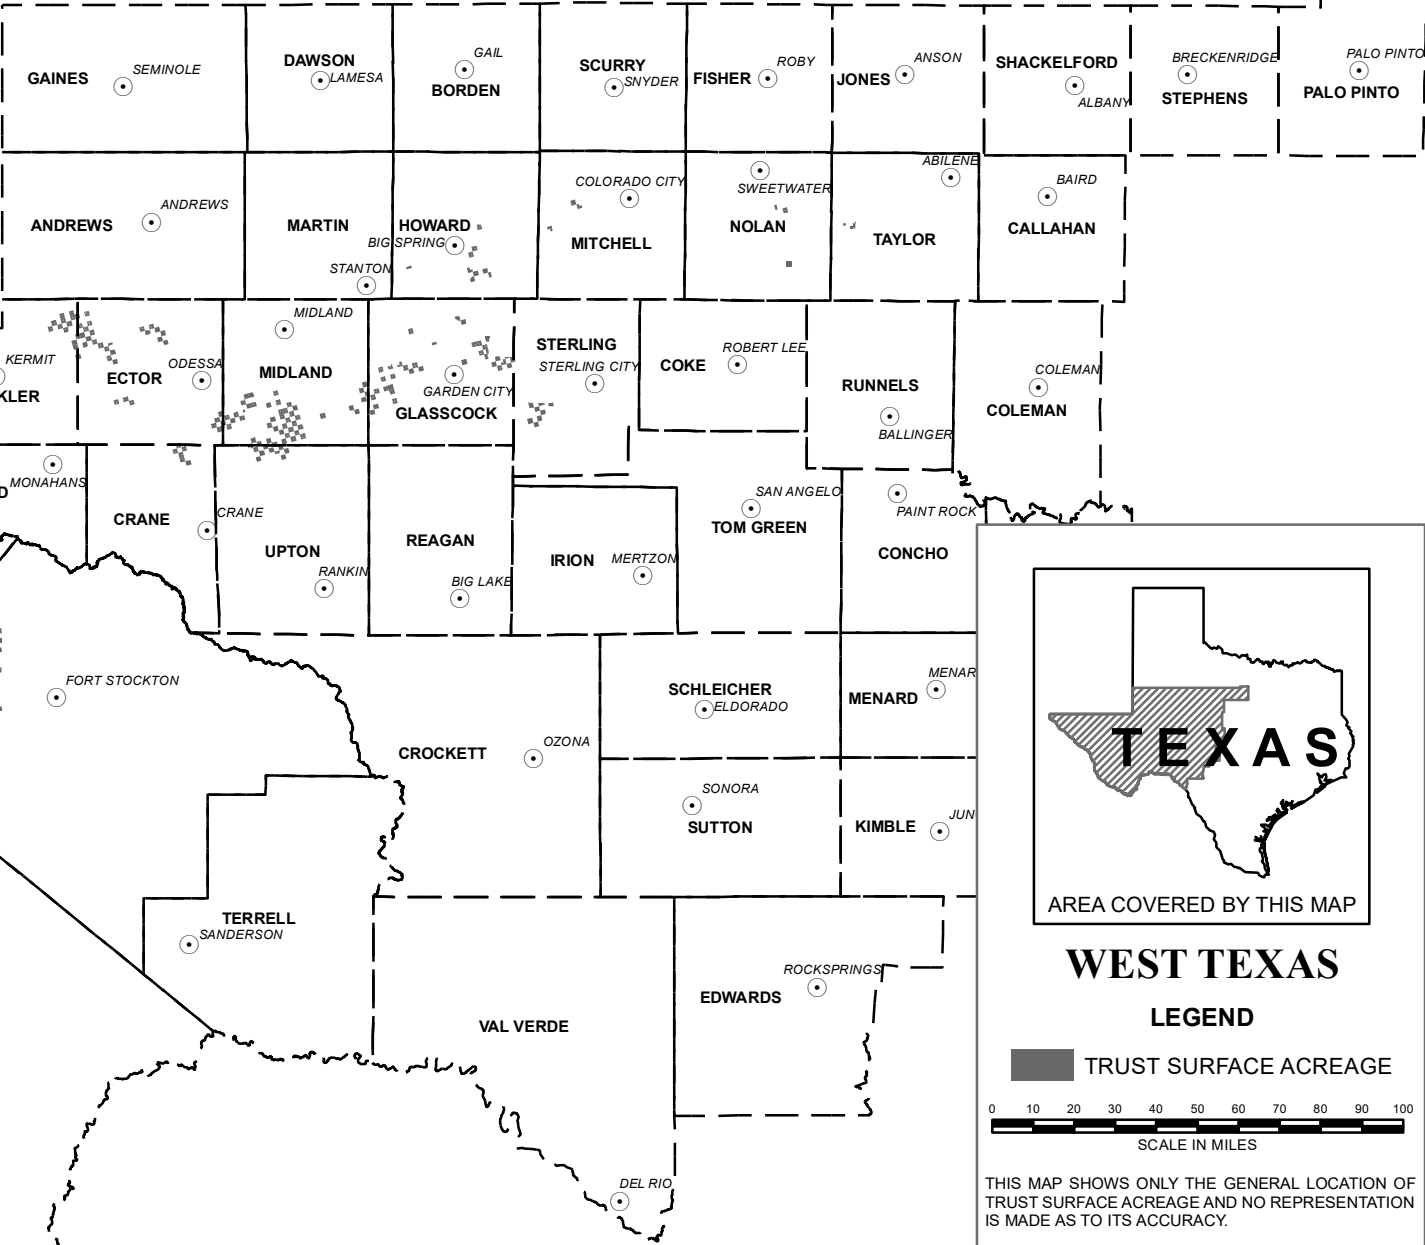 GAINES
SEMINOLE
DAWSON
LAMESA
GAIL
BORDEN
SCURRY
SNYDER
FISHER
ROBY
JONES
ANSON
SHACKELFORD
ALBANY
BRECKENRIDGE
STEPHENS
PALO PINTO
PALO PINTO
ANDREWS
ANDREWS
MARTIN
STANTON
HOWARD
BIG SPRING
COLORADO CITY
MITCHELL
SWEETWATER
NOLAN
ABILENE
TAYLOR
BAIRD
CALLAHAN
KERMIT
KLER
ECTOR
ODESSA
MIDLAND
MIDLAND
GARDEN CITY
GLASSCOCK
STERLING
STERLING CITY
COKE
ROBERT LEE
RUNNELS
BALLINGER
COLEMAN
COLEMAN
D
MONAHANS
CRANE
CRANE
UPTON
RANKIN
REAGAN
BIG LAKE
IRION
MERTZON
SAN ANGELO
TOM GREEN
PAINT ROCK
CONCHO
FORT STOCKTON
CROCKETT
OZONA
SCHLEICHER
ELDORADO
MENARD
MENAR
SONORA
SUTTON
KIMBLE
JUN
TERRELL
SANDERSON
VAL VERDE
DEL RIO
ROCKSPRINGS
EDWARDS
TEXAS
AREA COVERED BY THIS MAP
WEST TEXAS
LEGEND
TRUST SURFACE ACREAGE
0 10 20 30 40 50 60 70 80 90 100
SCALE IN MILES
THIS MAP SHOWS ONLY THE GENERAL LOCATION OF
TRUST SURFACE ACREAGE AND NO REPRESENTATION
IS MADE AS TO ITS ACCURACY.